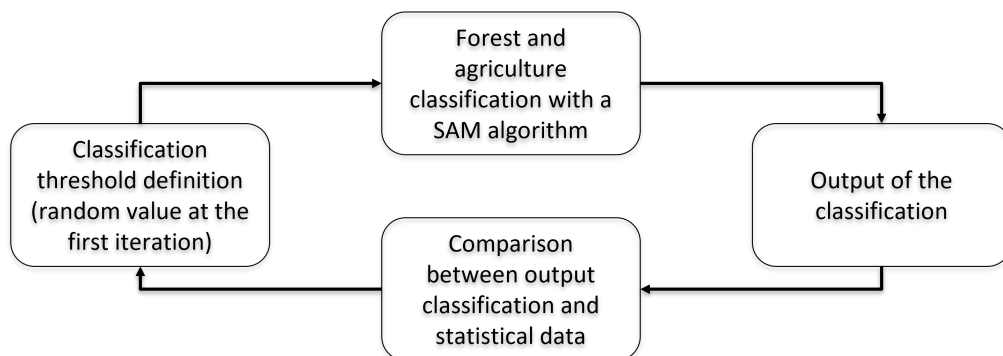 Forest and
agriculture
classification with a
SAM algorithm
Classification
threshold definition
(random value at the
first iteration)
Output of the
classification
Comparison
between output
classification and
statistical data